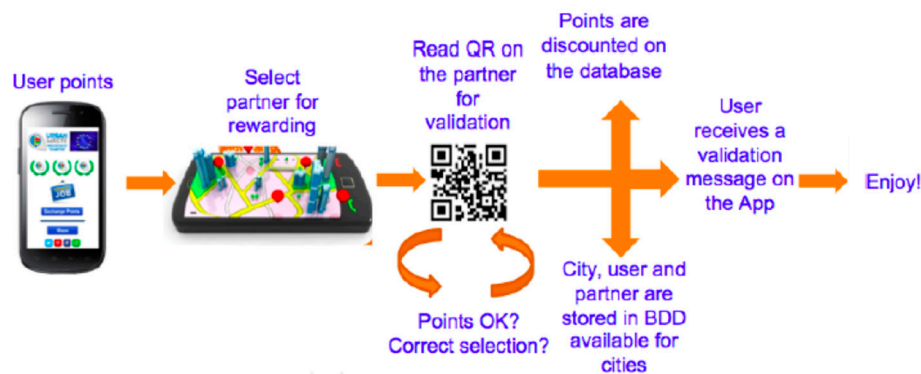 User points
URBAN
JOB
Exchange Points
Select
partner for
rewarding
Read QR on
the partner
for
validation
Points OK?
Correct selection?
Points are
discounted on
the database
City, user and
partner are
stored in BDD
available for
cities
User
receives a
validation
message on
the App
Enjoy!